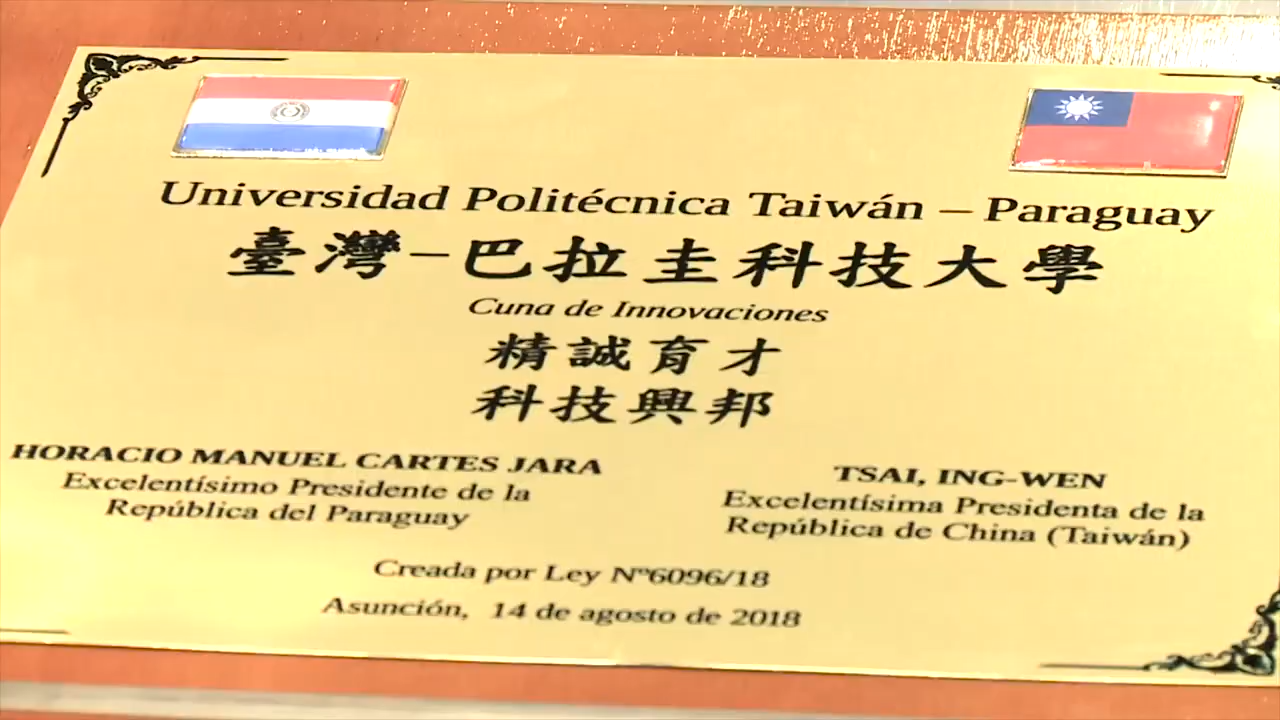 Universidad Politécnica Taiwán – Paraguay
臺灣–巴拉圭科技大學
Cuna de Innovaciones
精誠育才
科技興邦
HORACIO MANUEL CARTES JARA
Excelentísimo Presidente de la
República del Paraguay
TSAI, ING-WEN
Excelentísima Presidenta de la
República de China (Taiwán)
Creada por Ley Nº6096/18
Asunción, 14 de agosto de 2018